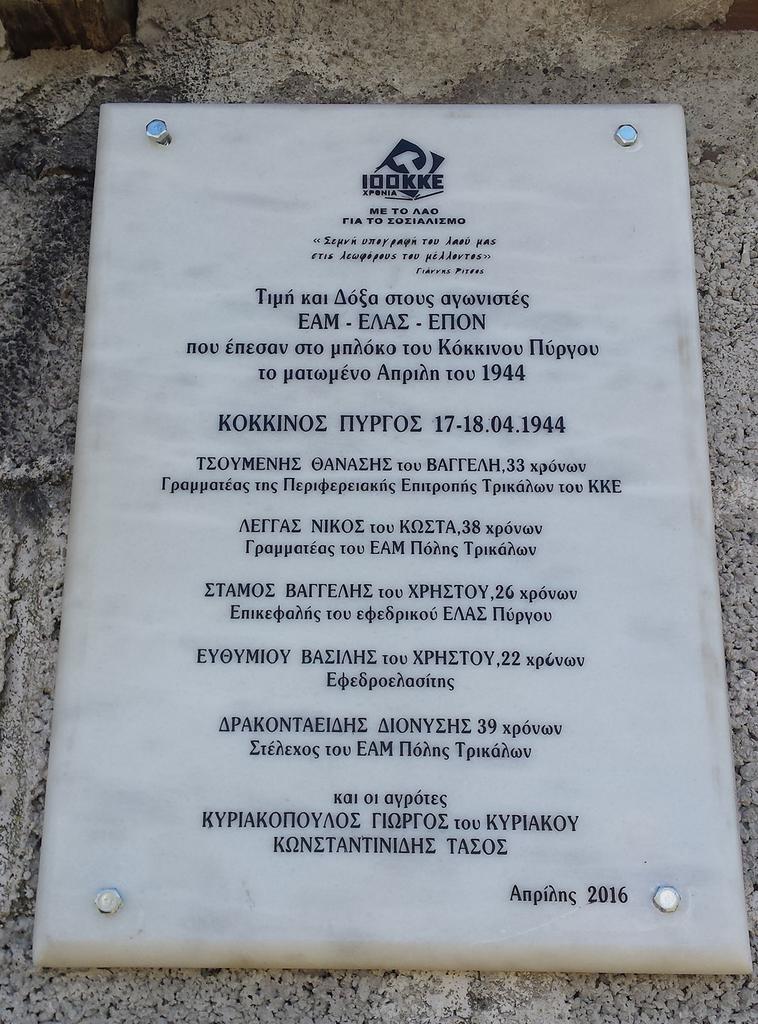 100 ΚΚΕ
ΧΡΟΝΙΑ
ΜΕ ΤΟ ΛΑΟ
ΓΙΑ ΤΟ ΣΟΣΙΑΛΙΣΜΟ
«Σεμνή υπογραφή του λαού μας
στις λεωφόρους του μέλλοντος»
Γιάννης Ρίτσος
Τιμή και Δόξα στους αγωνιστές
ΕΑΜ - ΕΛΑΣ - ΕΠΟΝ
που έπεσαν στο μπλόκο του Κόκκινου Πύργου
το ματωμένο Απριλη του 1944
ΚΟΚΚΙΝΟΣ ΠΥΡΓΟΣ 17-18.04.1944
ΤΣΟΥΜΕΝΗΣ ΘΑΝΑΣΗΣ του ΒΑΓΓΕΛΗ,33 χρόνων
Γραμματέας της Περιφερειακής Επιτροπής Τρικάλων του ΚΚΕ
ΛΕΓΓΑΣ ΝΙΚΟΣ του ΚΩΣΤΑ,38 χρόνων
Γραμματέας του ΕΑΜ Πόλης Τρικάλων
ΣΤΑΜΟΣ ΒΑΓΓΕΛΗΣ του ΧΡΗΣΤΟΥ,26 χρόνων
Επικεφαλής του εφεδρικού ΕΛΑΣ Πύργου
ΕΥΘΥΜΙΟΥ ΒΑΣΙΛΗΣ του ΧΡΗΣΤΟΥ,22 χρόνων
Εφεδροελασίτης
ΔΡΑΚΟΝΤΑΕΙΔΗΣ ΔΙΟΝΥΣΗΣ 39 χρόνων
Στέλεχος του ΕΑΜ Πόλης Τρικάλων
και οι αγρότες
ΚΥΡΙΑΚΟΠΟΥΛΟΣ ΓΙΩΡΓΟΣ του ΚΥΡΙΑΚΟΥ
ΚΩΝΣΤΑΝΤΙΝΙΔΗΣ ΤΑΣΟΣ
Απρίλης 2016